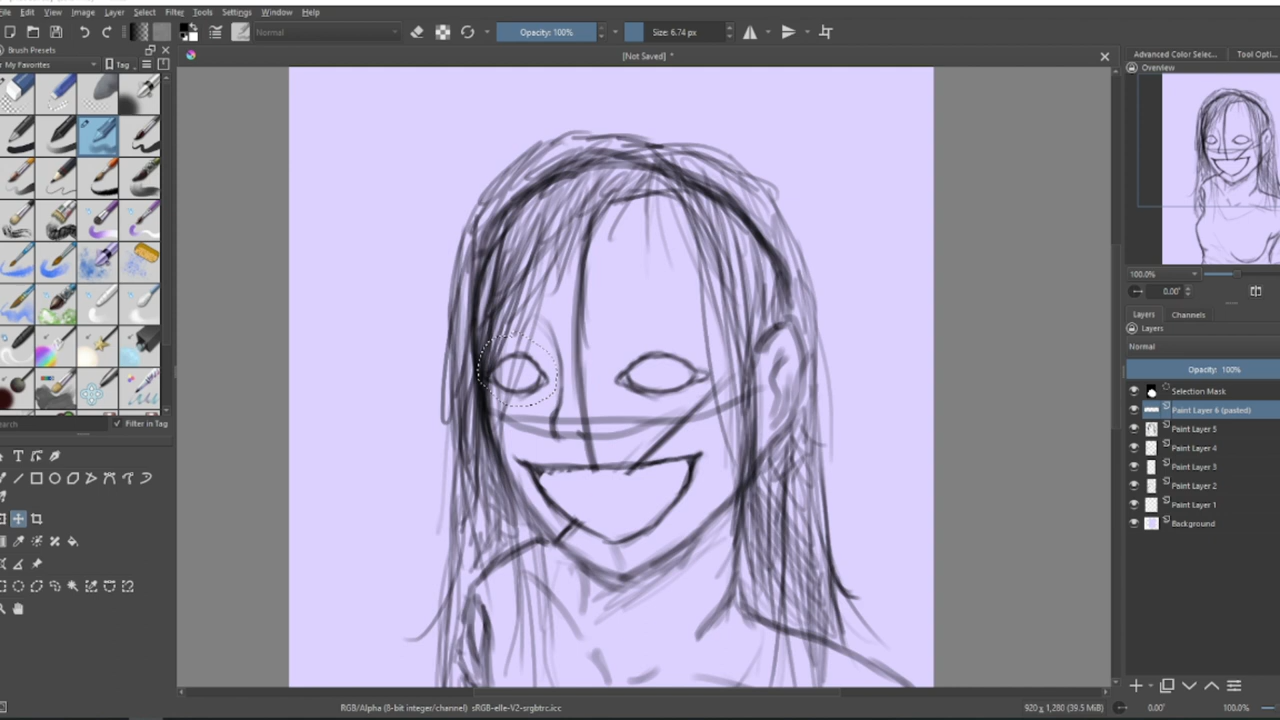 File Edit View Image Layer Select Filter Tools Settings Window Help
Normal Opacity: 100% Size: 6.74 px
Brush Presets [Not Saved] * Advanced Color Selec... Tool Opti...
My Favorites Tag Overview
100.0%
0.00°
Layers Channels
Layers
Normal
Opacity: 100%
Selection Mask
Paint Layer 6 (pasted)
Filter in Tag Paint Layer 5
Paint Layer 4
Paint Layer 3
Paint Layer 2
Paint Layer 1
Background
RGB/Alpha (8-bit integer/channel) sRGB-elle-V2-srgbtrc.icc 920 x 1,280 (39.5 MiB) 0.00° 100.0%